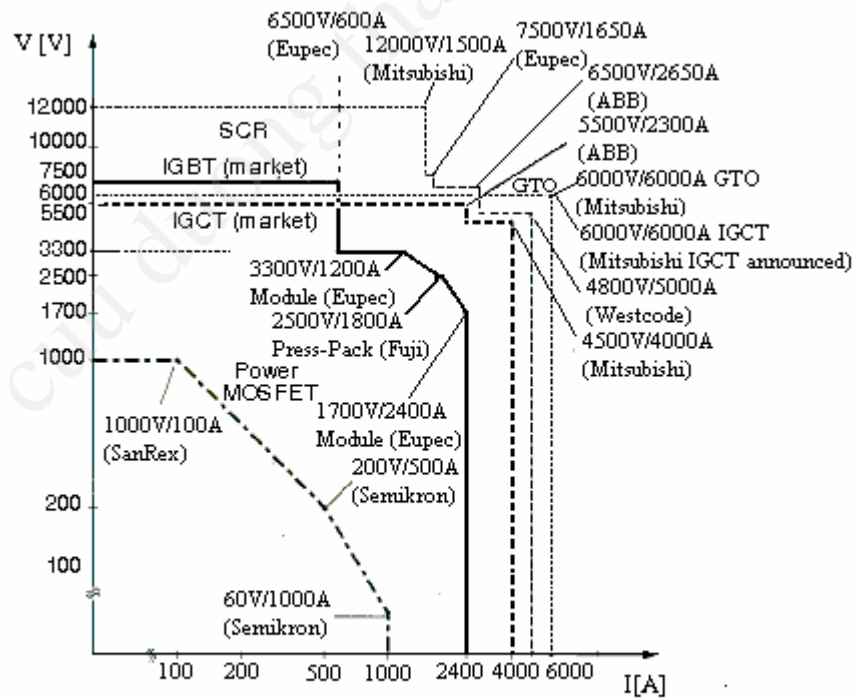 6500V/600A
(Eupec)
12000V/1500A
(Mitsubishi)
7500V/1650A
(Eupec)
6500V/2650A
(ABB)
5500V/2300A
(ABB)
6000V/6000A GTO
(Mitsubishi)
6000V/6000A IGCT
(Mitsubishi IGCT announced)
4800V/5000A
(Westcode)
4500V/4000A
(Mitsubishi)
V [V]
12000
10000
7500
6000
5500
3300
2500
1700
1000
200
100
SCR
IGBT (market)
GTO
IGCT (market)
3300V/1200A
Module (Eupec)
2500V/1800A
Press-Pack (Fuji)
Power
MOSFET
1700V/2400A
Module (Eupec)
1000V/100A
(SanRex)
200V/500A
(Semikron)
60V/1000A
(Semikron)
100 200 500 1000 2400 4000 6000
I[A]
cuu duong tha